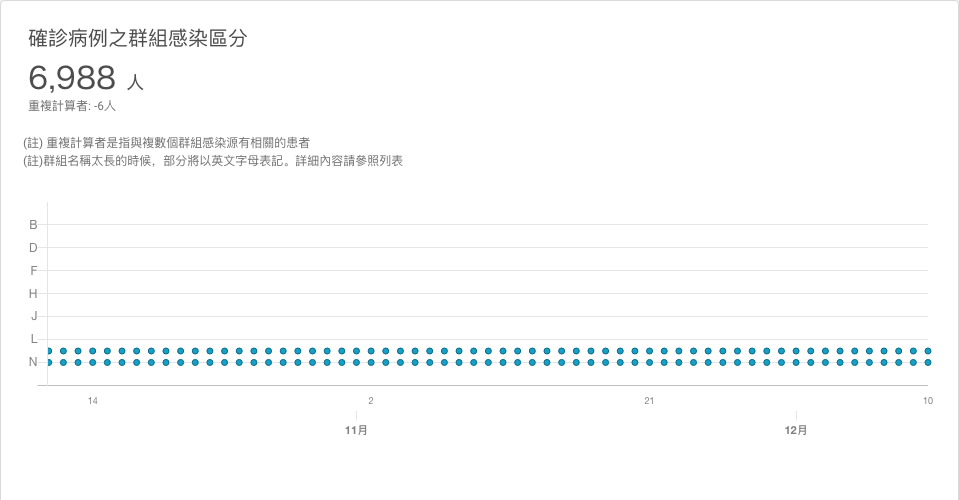 確診病例之群組感染區分
6,988 人
重複計算者: -6人
(註) 重複計算者是指與複數個群組感染源有相關的患者
(註)群組名稱太長的時候，部分將以英文字母表記。詳細內容請參照列表
B
D
F
H
J
L
N
14 2 21 10
11月 12月